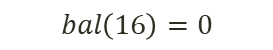 bal(16) = 0